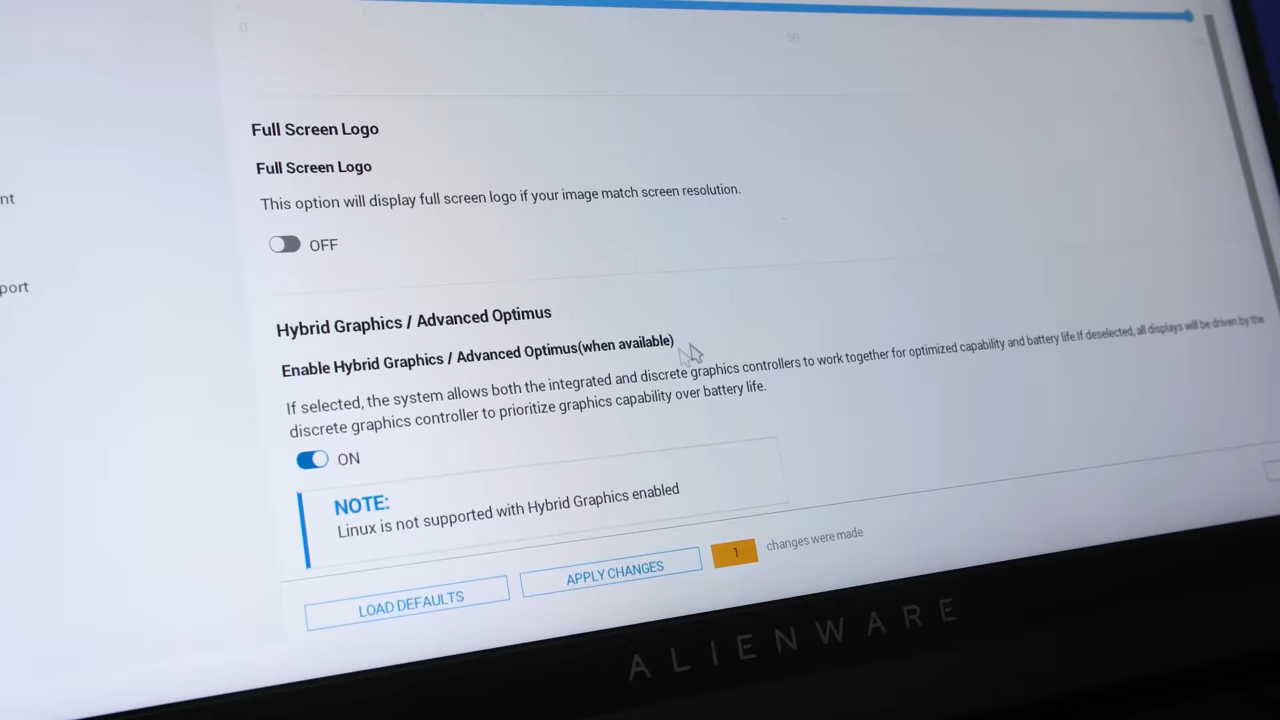 0
50
Full Screen Logo
Full Screen Logo
This option will display full screen logo if your image match screen resolution.
nt
OFF
port
Hybrid Graphics / Advanced Optimus
Enable Hybrid Graphics / Advanced Optimus(when available)
If selected, the system allows both the integrated and discrete graphics controllers to work together for optimized capability and battery life.If deselected, all displays will be driven by the
discrete graphics controller to prioritize graphics capability over battery life.
ON
NOTE:
Linux is not supported with Hybrid Graphics enabled
LOAD DEFAULTS
APPLY CHANGES
1
changes were made
ALIENWARE